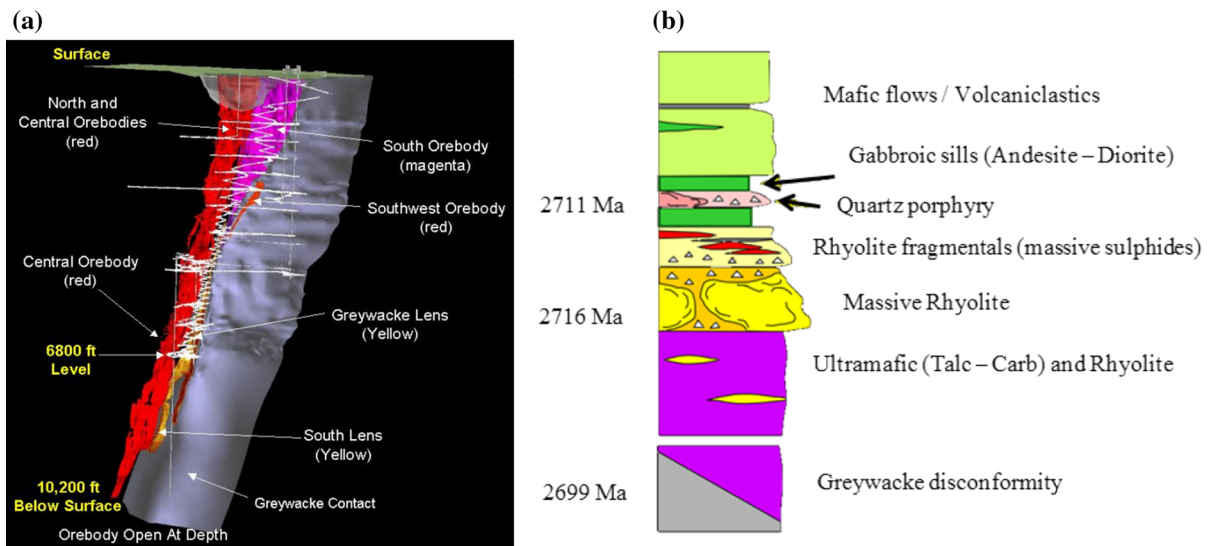 (a)
Surface
North and
Central Orebodies
(red)
South Orebody
(magenta)
Southwest Orebody
(red)
Central Orebody
(red)
Greywacke Lens
(Yellow)
6800 ft
Level
South Lens
(Yellow)
10,200 ft
Below Surface
Greywacke Contact
Orebody Open At Depth
(b)
Mafic flows / Volcaniclastics
Gabbroic sills (Andesite – Diorite)
2711 Ma
Quartz porphyry
Rhyolite fragmentals (massive sulphides)
Massive Rhyolite
2716 Ma
Ultramafic (Talc – Carb) and Rhyolite
Greywacke disconformity
2699 Ma